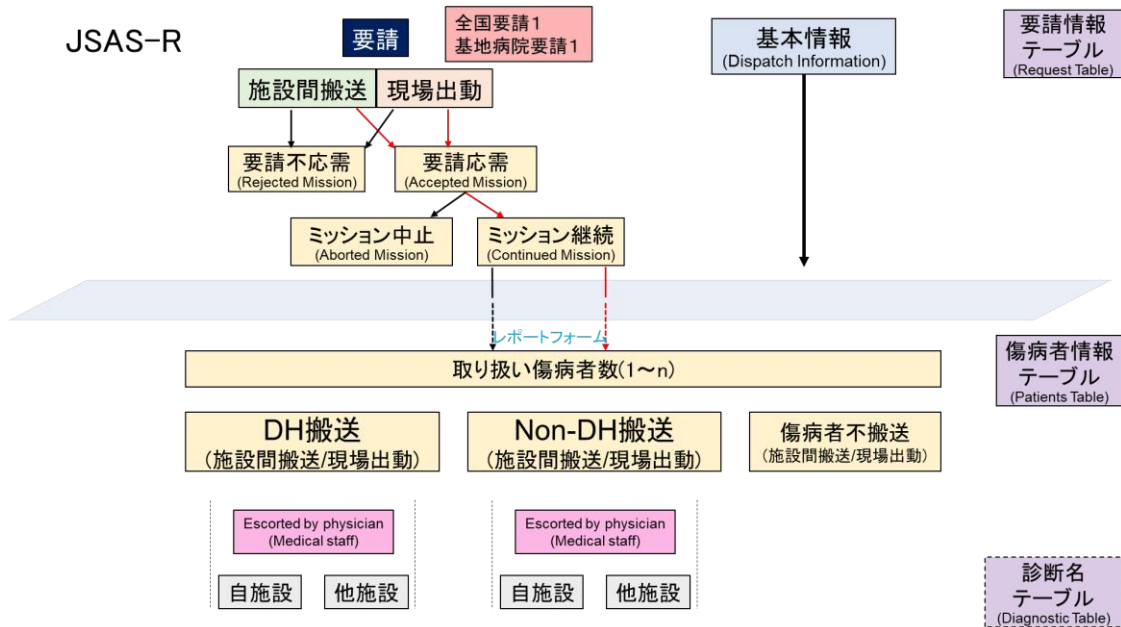 JSAS-R
要請
全国要請1
基地病院要請1
基本情報
(Dispatch Information)
要請情報
テーブル
(Request Table)
施設間搬送
現場出動
要請不応需
(Rejected Mission)
要請応需
(Accepted Mission)
ミッション中止
(Aborted Mission)
ミッション継続
(Continued Mission)
レポートフォーム
取り扱い傷病者数(1～n)
傷病者情報
テーブル
(Patients Table)
DH搬送
(施設間搬送/現場出動)
Non-DH搬送
(施設間搬送/現場出動)
傷病者不搬送
(施設間搬送/現場出動)
Escorted by physician
(Medical staff)
Escorted by physician
(Medical staff)
自施設
他施設
自施設
他施設
診断名
テーブル
(Diagnostic Table)